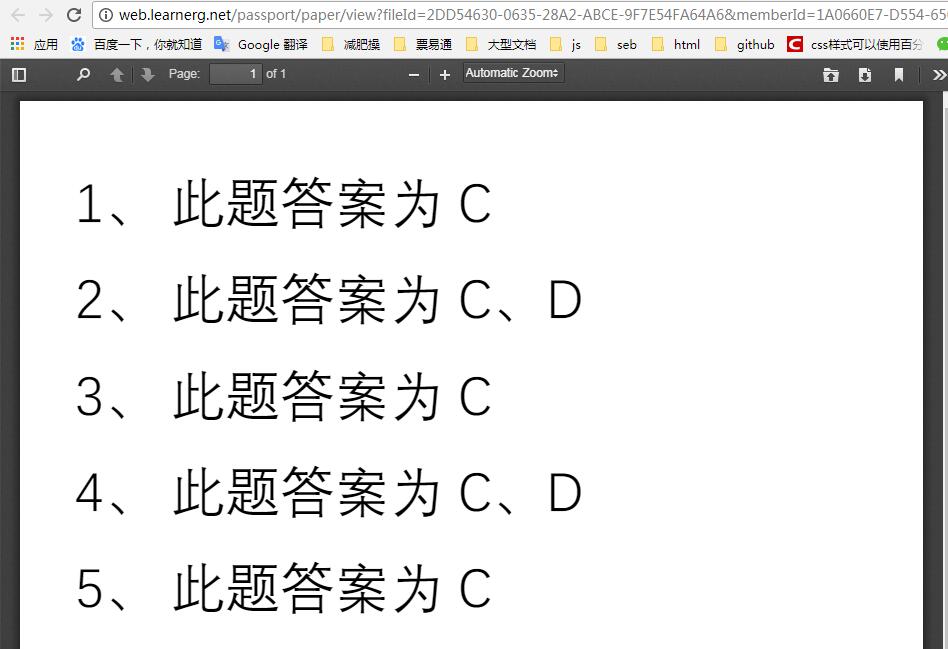 web.learnerg.net/passport/paper/view?fileId=2DD54630-0635-28A2-ABCE-9F7E54FA64A6&memberId=1A0660E7-D554-65
应用 百度一下，你就知道 Google 翻译 减肥操 票易通 大型文档 js seb html github css样式可以使用百分
Page: 1 of 1 Automatic Zoom
1、 此题答案为 C
2、 此题答案为 C、D
3、 此题答案为 C
4、 此题答案为 C、D
5、 此题答案为 C